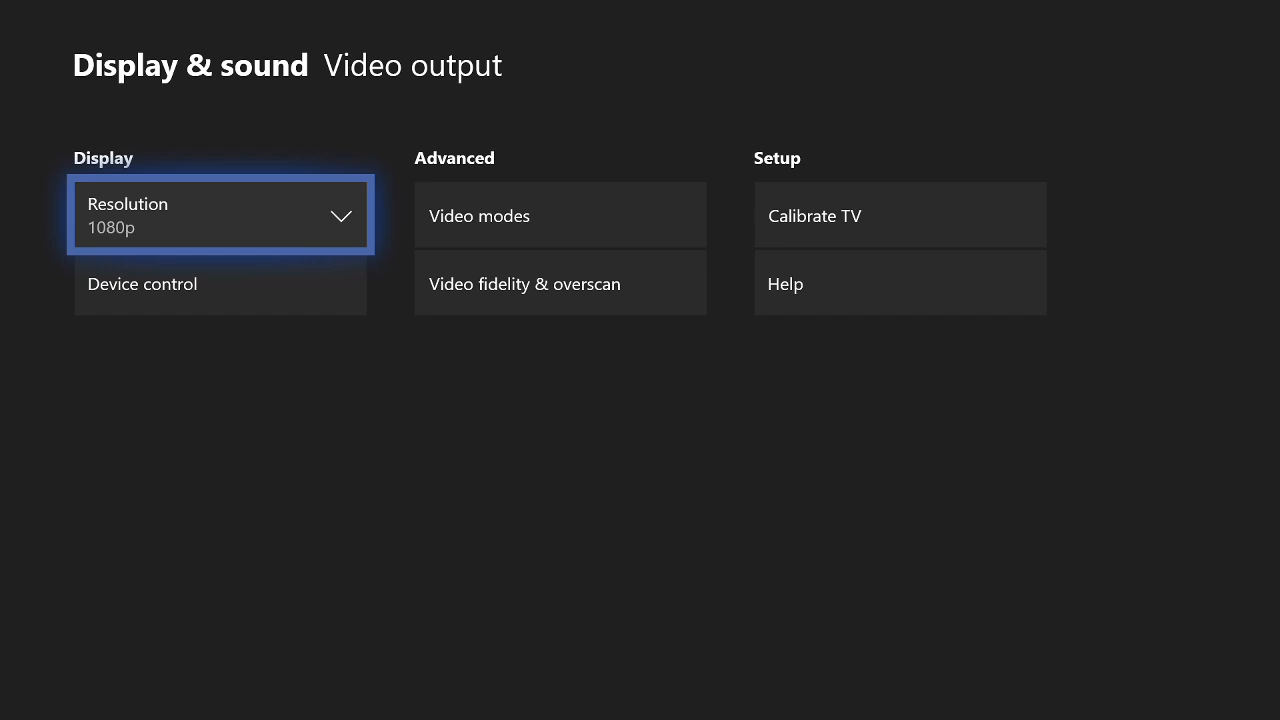 Display & sound Video output
Display
Resolution
1080p
Device control
Advanced
Video modes
Video fidelity & overscan
Setup
Calibrate TV
Help